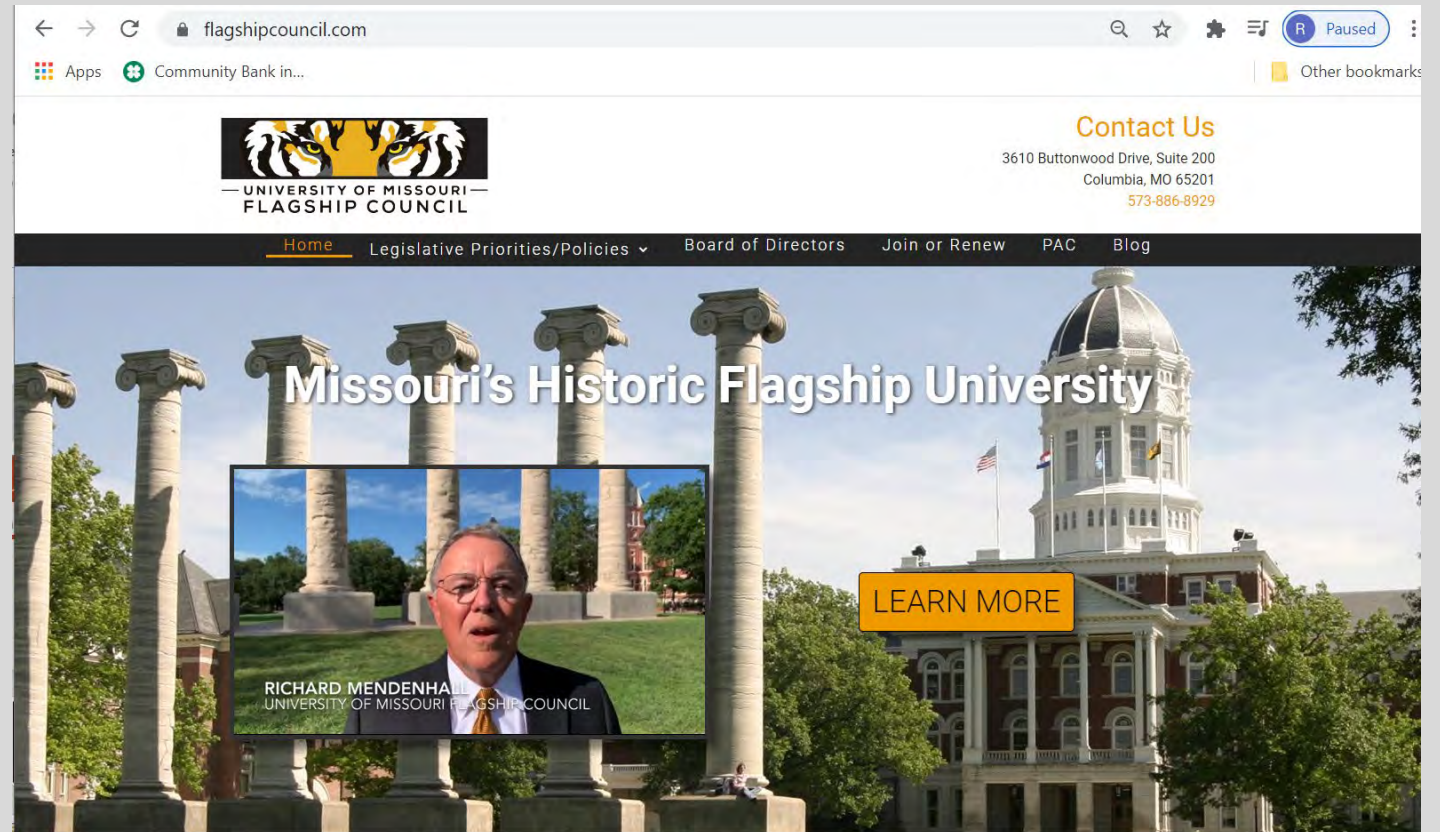 flagshipcouncil.com
R Paused
Apps Community Bank in... Other bookmarks
UNIVERSITY OF MISSOURI
FLAGSHIP COUNCIL
Contact Us
3610 Buttonwood Drive, Suite 200
Columbia, MO 65201
573-886-8929
Home Legislative Priorities/Policies Board of Directors Join or Renew PAC Blog
Missouri's Historic Flagship University
LEARN MORE
RICHARD MENDENHALL
UNIVERSITY OF MISSOURI FLAGSHIP COUNCIL